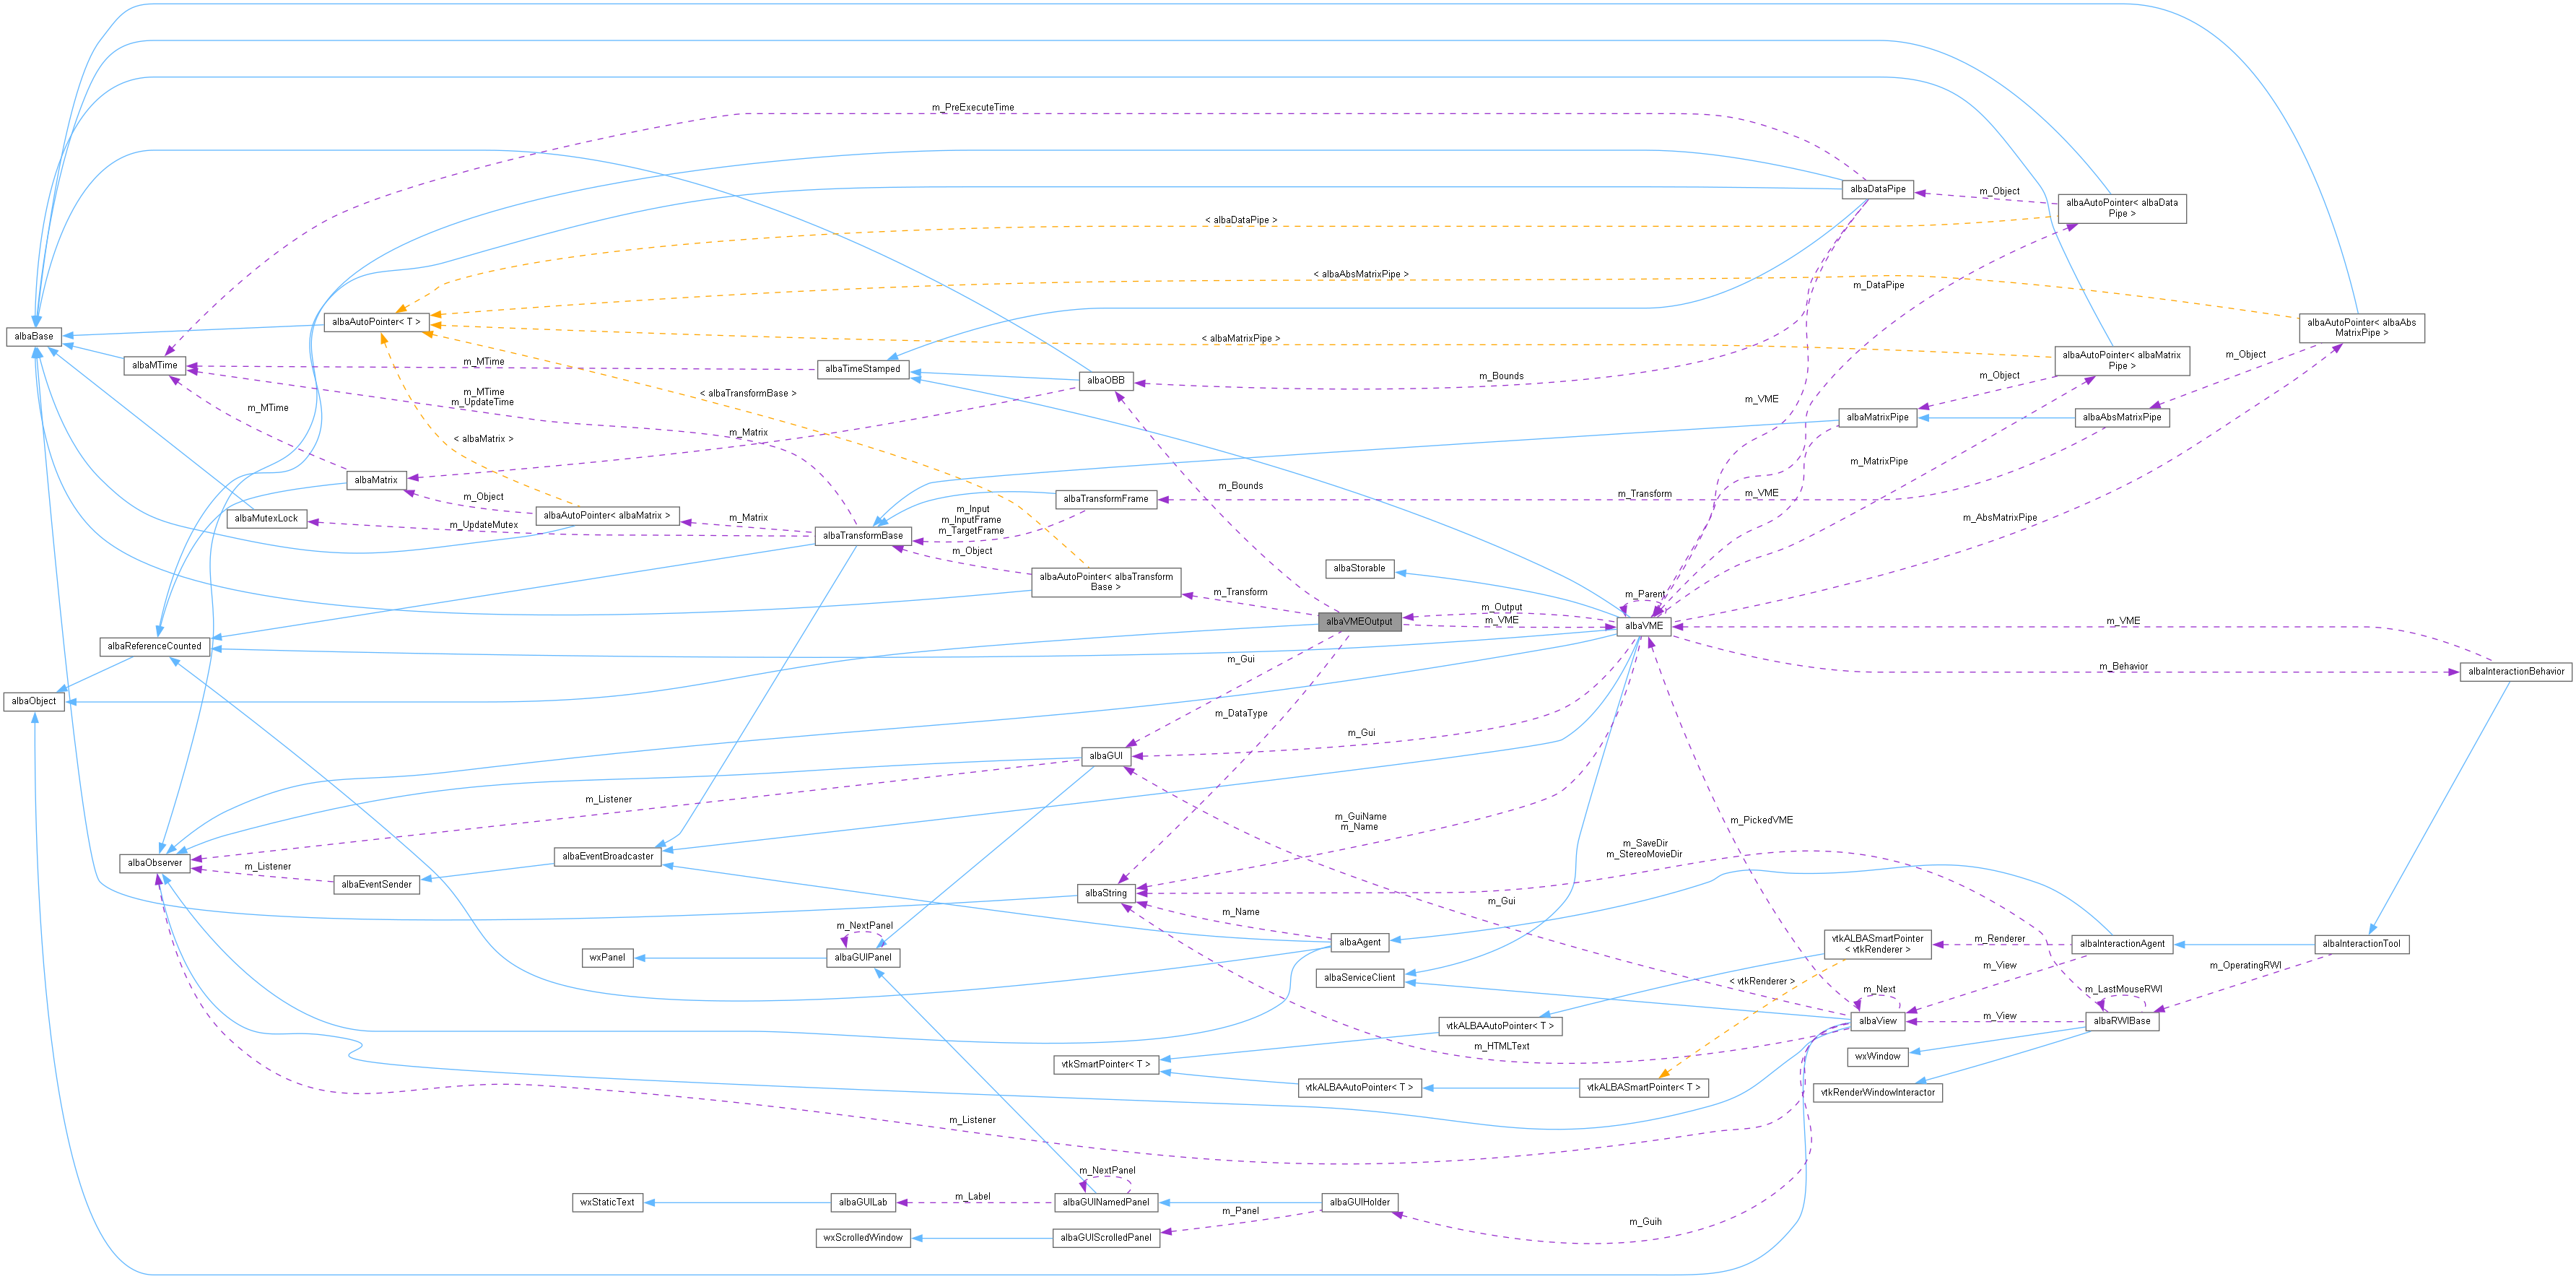 m_PreExecuteTime
albaDataPipe
m_Object
albaAutoPointer< albaData
Pipe >
< albaDataPipe >
< albaAbsMatrixPipe >
m_DataPipe
albaAutoPointer< T >
albaBase
albaAutoPointer< albaAbs
MatrixPipe >
< albaMatrixPipe >
albaMTime
m_MTime
albaTimeStamped
albaOBB
m_Bounds
albaAutoPointer< albaMatrix
Pipe >
m_Object
m_Object
m_MTime
m_UpdateTime
< albaTransformBase >
m_VME
m_MTime
albaMatrixPipe
albaAbsMatrixPipe
< albaMatrix >
m_Matrix
m_MatrixPipe
albaMatrix
m_Bounds
m_Object
albaTransformFrame
m_Transform
m_VME
albaMutexLock
albaAutoPointer< albaMatrix >
m_UpdateMutex
m_Matrix
m_Input
m_InputFrame
m_TargetFrame
m_AbsMatrixPipe
albaTransformBase
m_Object
albaStorable
albaAutoPointer< albaTransform
Base >
m_Transform
m_Parent
m_Output
albaVMEOutput
m_VME
albaVME
m_VME
albaReferenceCounted
m_Gui
m_Behavior
albaInteractionBehavior
albaObject
m_DataType
m_Gui
albaGUI
m_Listener
m_GuiName
m_Name
m_PickedVME
albaObserver
m_Listener
albaEventBroadcaster
m_SaveDir
m_StereoMovieDir
albaEventSender
albaString
m_Gui
m_Name
m_NextPanel
albaAgent
wxPanel
albaGUIPanel
vtkALBASmartPointer
< vtkRenderer >
m_Renderer
albaInteractionAgent
albaInteractionTool
albaServiceClient
m_View
m_OperatingRWI
< vtkRenderer >
m_Next
m_LastMouseRWI
albaView
m_View
albaRWIBase
vtkALBAAutoPointer< T >
m_HTMLText
wxWindow
vtkSmartPointer< T >
vtkALBAAutoPointer< T >
vtkALBASmartPointer< T >
vtkRenderWindowInteractor
m_Listener
m_NextPanel
wxStaticText
albaGUILab
m_Label
albaGUINamedPanel
albaGUIHolder
m_Panel
m_Guih
wxScrolledWindow
albaGUIScrolledPanel